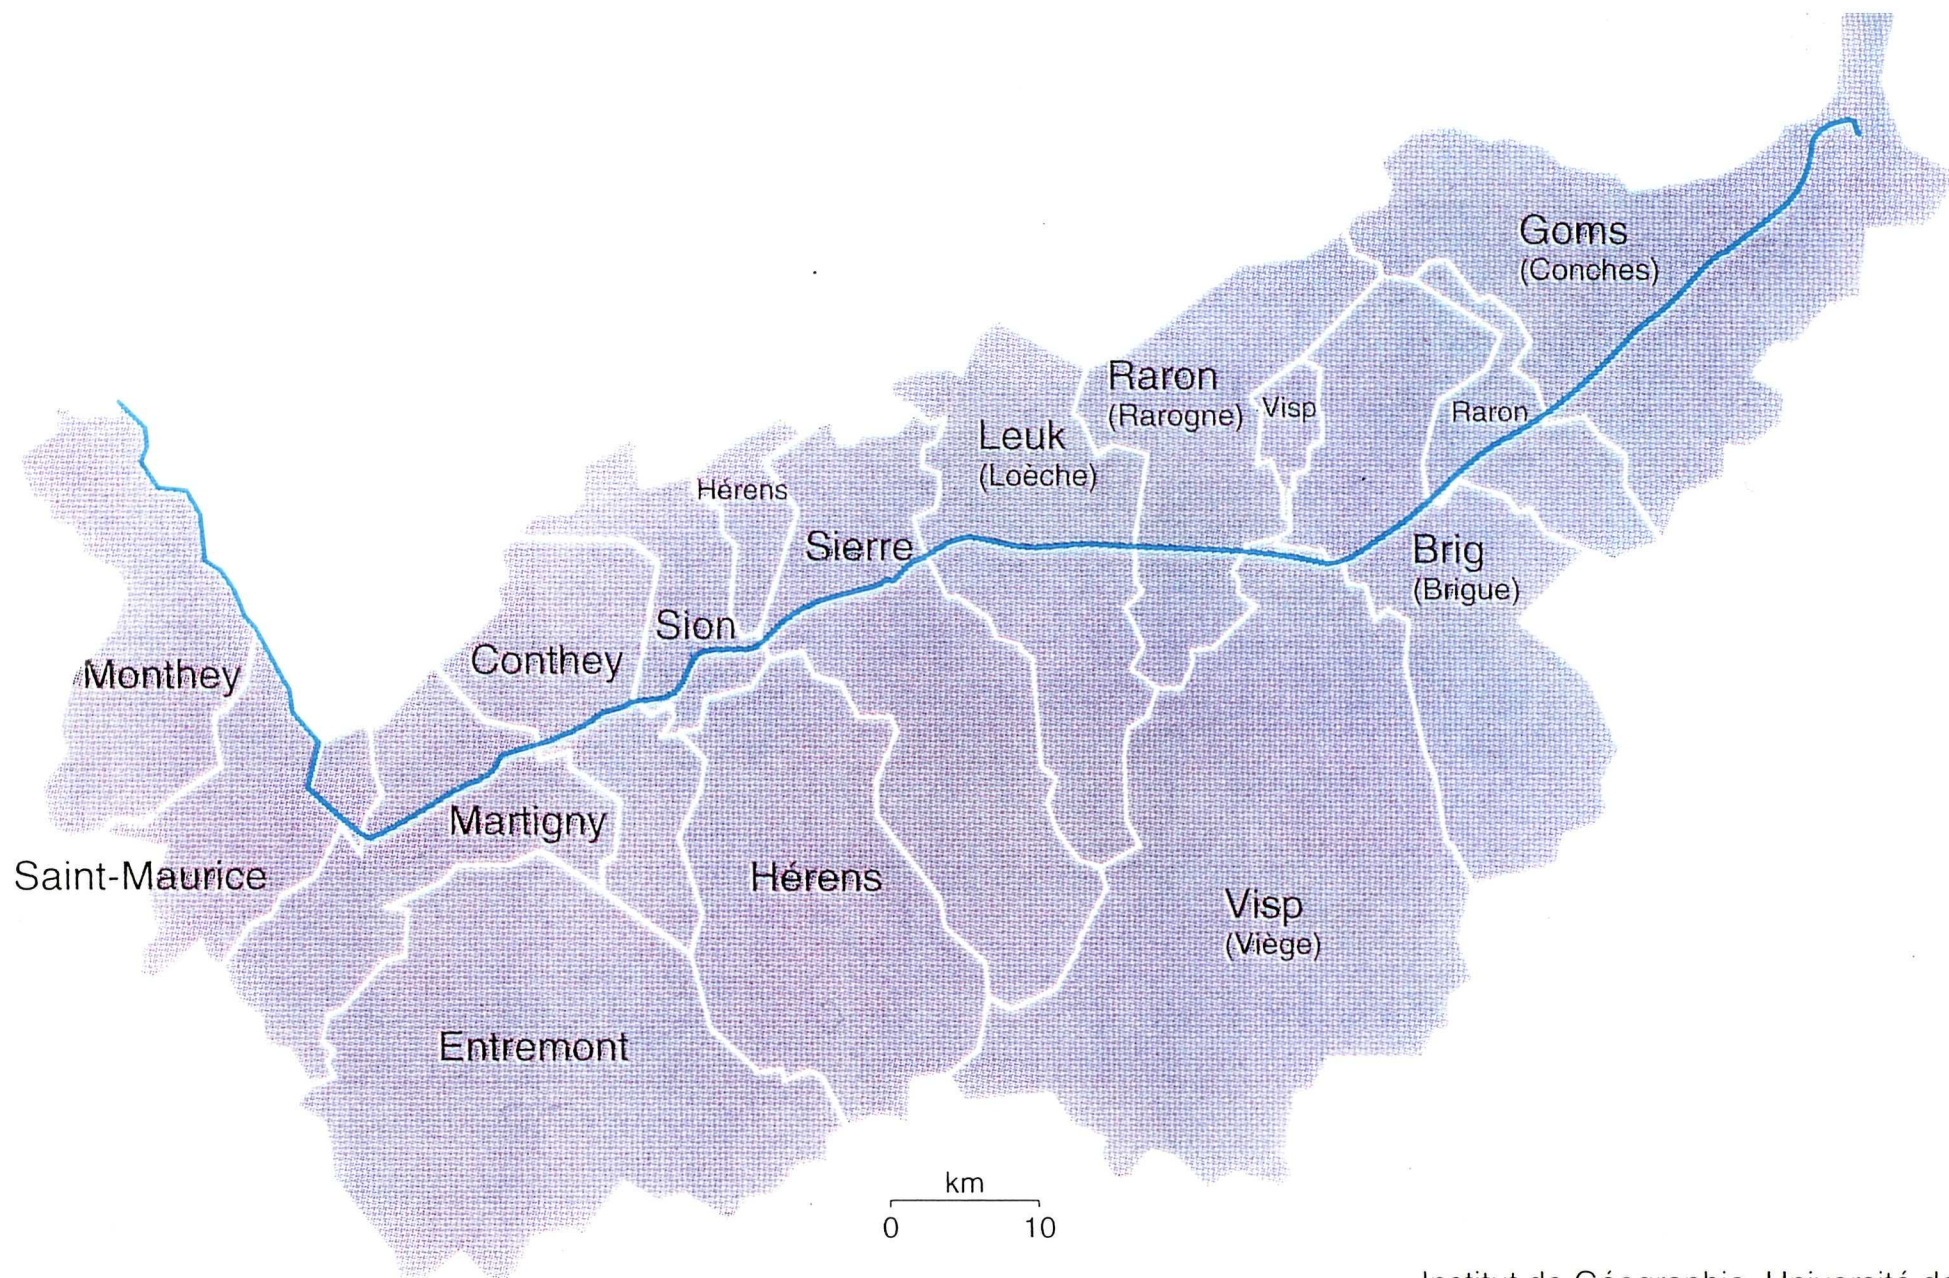 Goms
(Conches)
Raron
(Rarogne)
Visp
Raron
Leuk
(Loèche)
Hérens
Sierre
Brig
(Brigue)
Sion
Conthey
Monthey
Martigny
Saint-Maurice
Hérens
Visp
(Viège)
Entremont
km
0 10